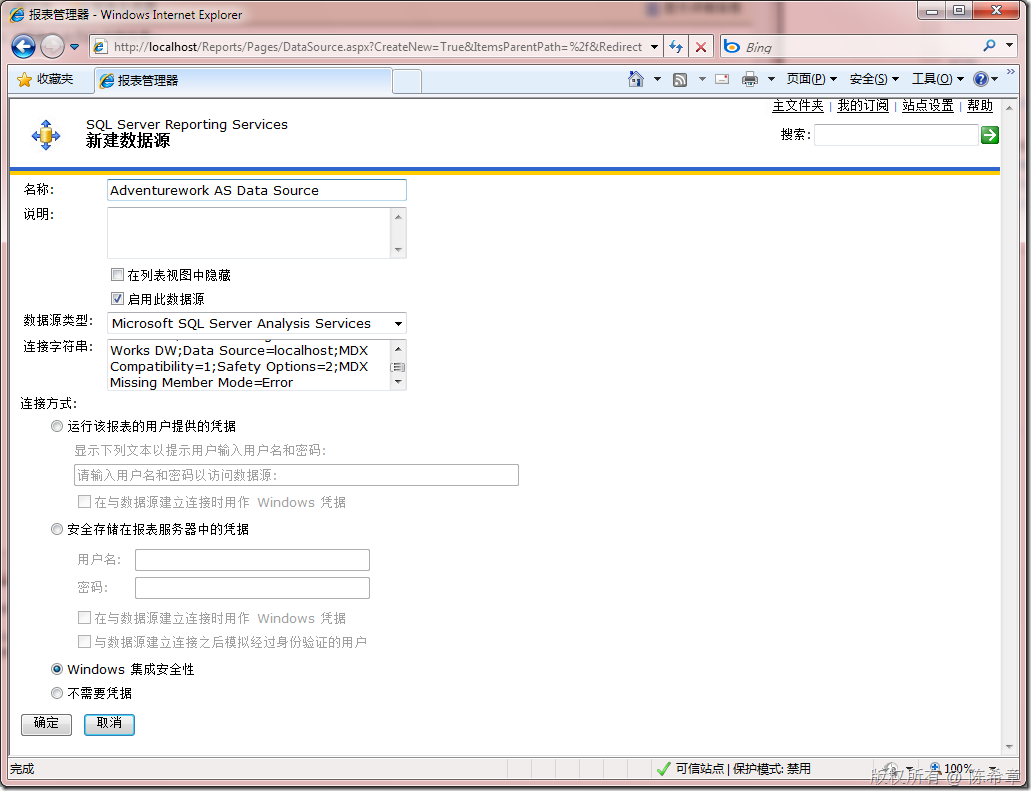 报表管理器 - Windows Internet Explorer
http://localhost/Reports/Pages/DataSource.aspx?CreateNew=True&ItemsParentPath=%2f&Redirect
Bing
收藏夹
报表管理器
页面(P)
安全(S)
工具(O)
主文件夹 | 我的订阅 | 站点设置 | 帮助
SQL Server Reporting Services
新建数据源
搜索:
名称:
Adventurework AS Data Source
说明:
在列表视图中隐藏
启用此数据源
数据源类型:
Microsoft SQL Server Analysis Services
连接字符串:
Works DW;Data Source=localhost;MDX
Compatibility=1;Safety Options=2;MDX
Missing Member Mode=Error
连接方式:
运行该报表的用户提供的凭据
显示下列文本以提示用户输入用户名和密码:
请输入用户名和密码以访问数据源:
在与数据源建立连接时用作 Windows 凭据
安全存储在报表服务器中的凭据
用户名:
密码:
在与数据源建立连接时用作 Windows 凭据
与数据源建立连接之后模拟经过身份验证的用户
Windows 集成安全性
不需要凭据
确定
取消
完成
可信站点 | 保护模式: 禁用
100%
版权所有 @ 陈希章